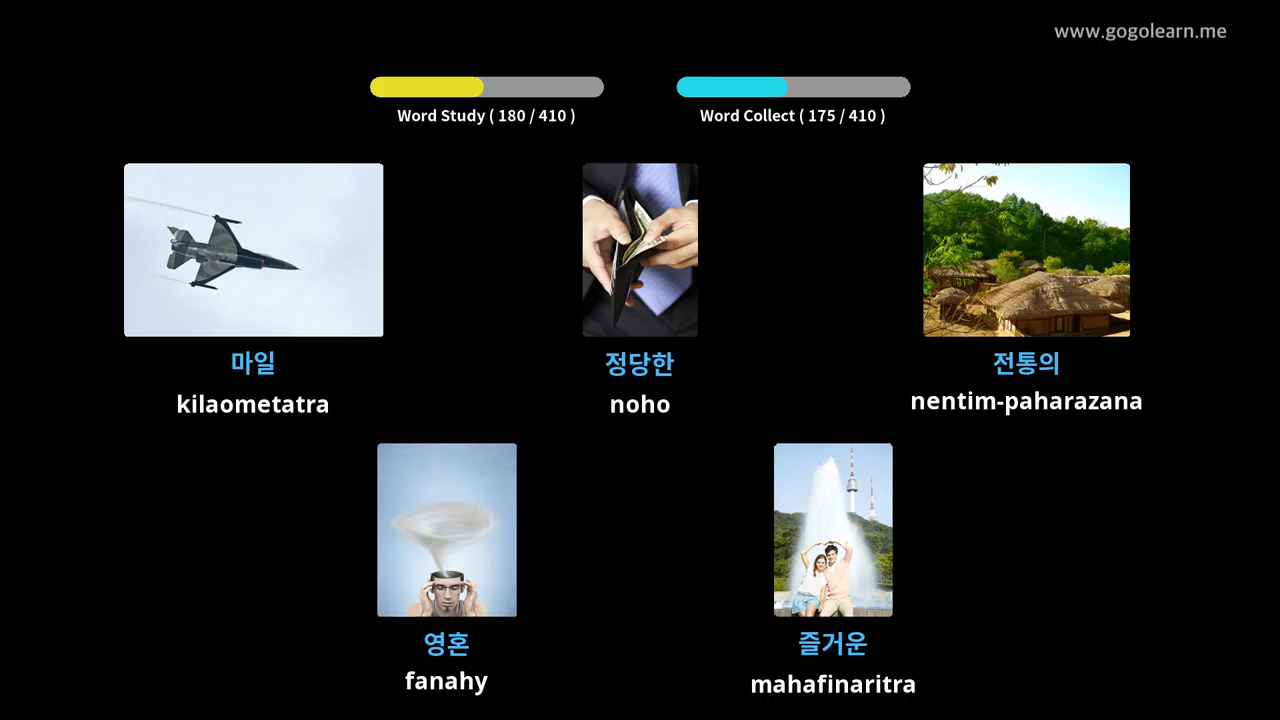 www.gogolearn.me
Word Study ( 180 / 410 )
Word Collect ( 175 / 410 )
마일
kilaometatra
정당한
noho
전통의
nentim-paharazana
영혼
fanahy
즐거운
mahafinaritra